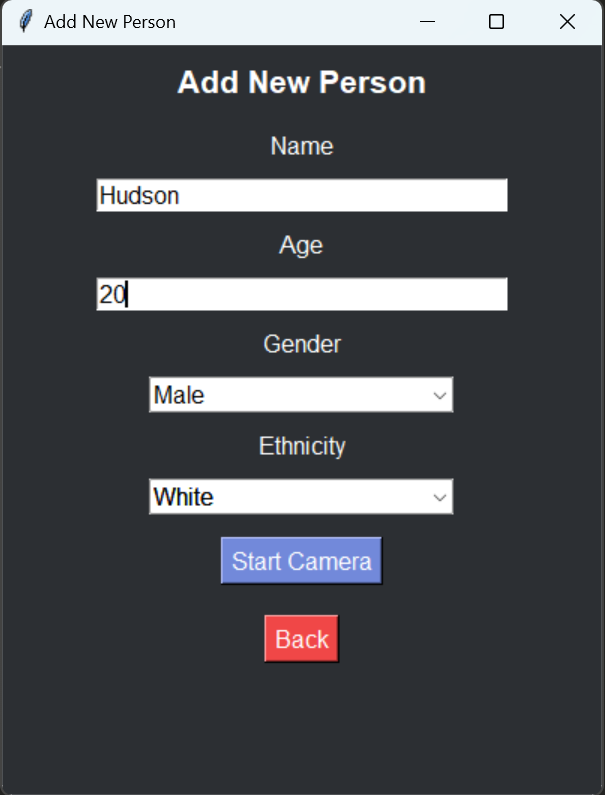 Add New Person
Add New Person
Name
Hudson
Age
20
Gender
Male
Ethnicity
White
Start Camera
Back